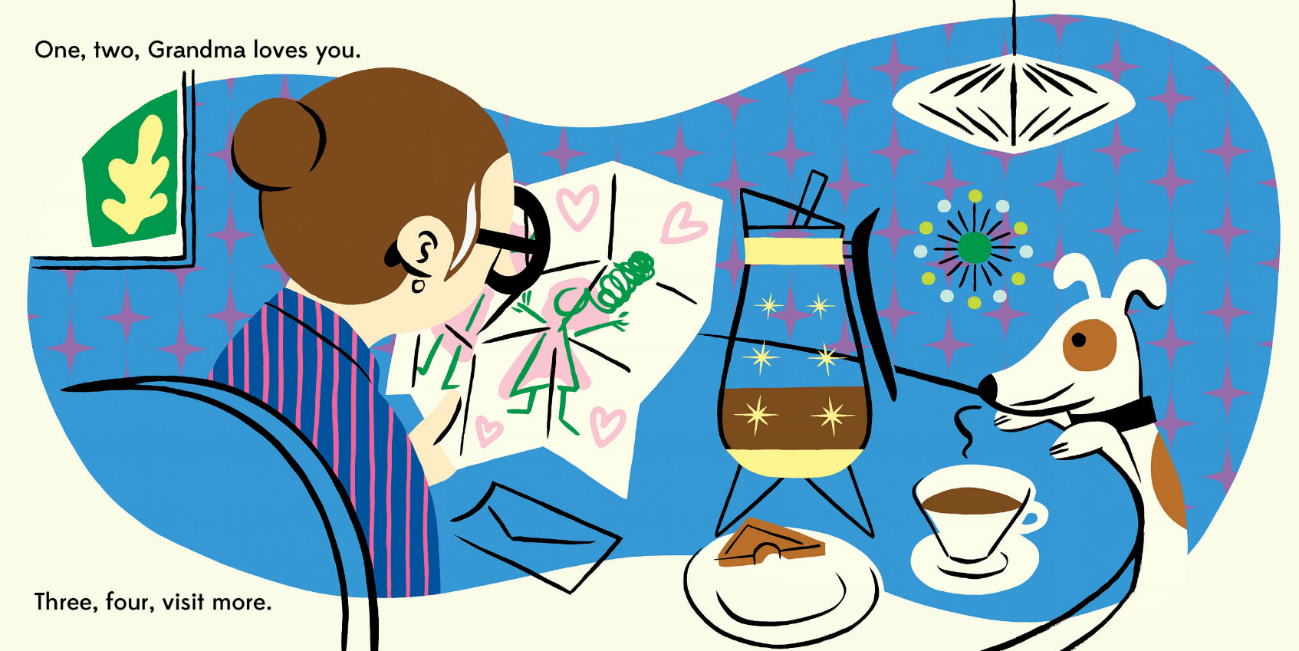 One, two, Grandma loves you.
Three, four, visit more.